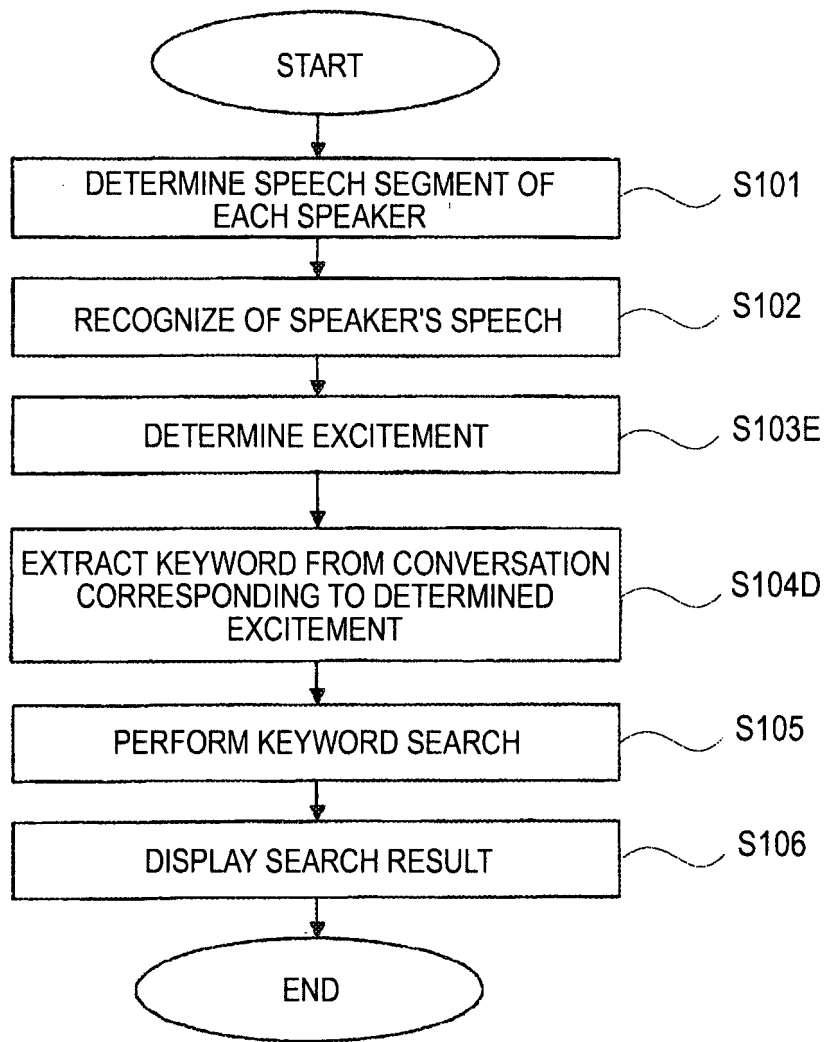 START
DETERMINE SPEECH SEGMENT OF
EACH SPEAKER
S101
RECOGNIZE OF SPEAKER'S SPEECH
S102
DETERMINE EXCITEMENT
S103E
EXTRACT KEYWORD FROM CONVERSATION
CORRESPONDING TO DETERMINED
EXCITEMENT
S104D
PERFORM KEYWORD SEARCH
S105
DISPLAY SEARCH RESULT
S106
END